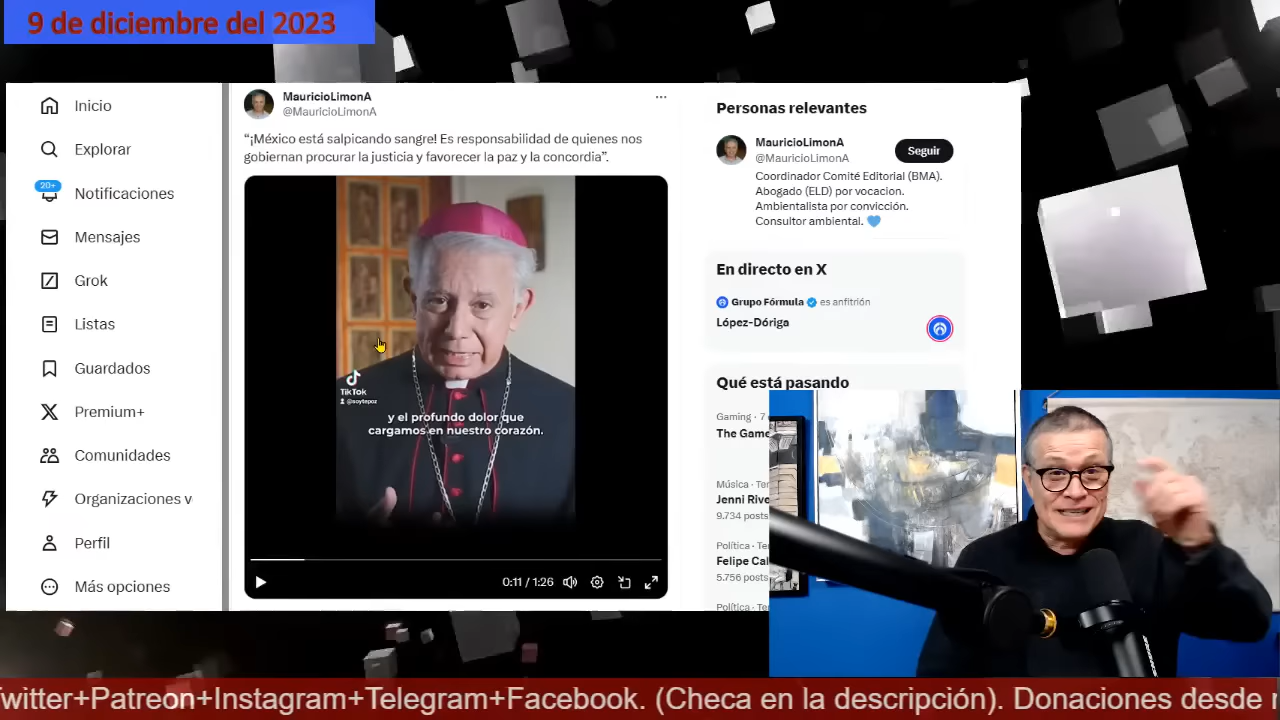 9 de diciembre del 2023
Inicio
Explorar
20+
Notificaciones
Mensajes
Grok
Listas
Guardados
Premium+
Comunidades
Organizaciones v
Perfil
Más opciones
MauricioLimonA
@MauricioLimonA
“¡México está salpicando sangre! Es responsabilidad de quienes nos
gobiernan procurar la justicia y favorecer la paz y la concordia”.
TikTok
@soytepoz
y el profundo dolor que
cargamos en nuestro corazón.
0:11 / 1:26
Personas relevantes
MauricioLimonA
@MauricioLimonA
Seguir
Coordinador Comité Editorial (BMA).
Abogado (ELD) por vocacion.
Ambientalista por convicción.
Consultor ambiental.
En directo en X
Grupo Fórmula es anfitrión
López-Dóriga
Qué está pasando
Gaming · 7
The Game
Música · Ter
Jenni Rive
9.734 posts
Política · Te
Felipe Cal
5.756 posts
Política · Te
Twitter+Patreon+Instagram+Telegram+Facebook. (Checa en la descripción). Donaciones desde